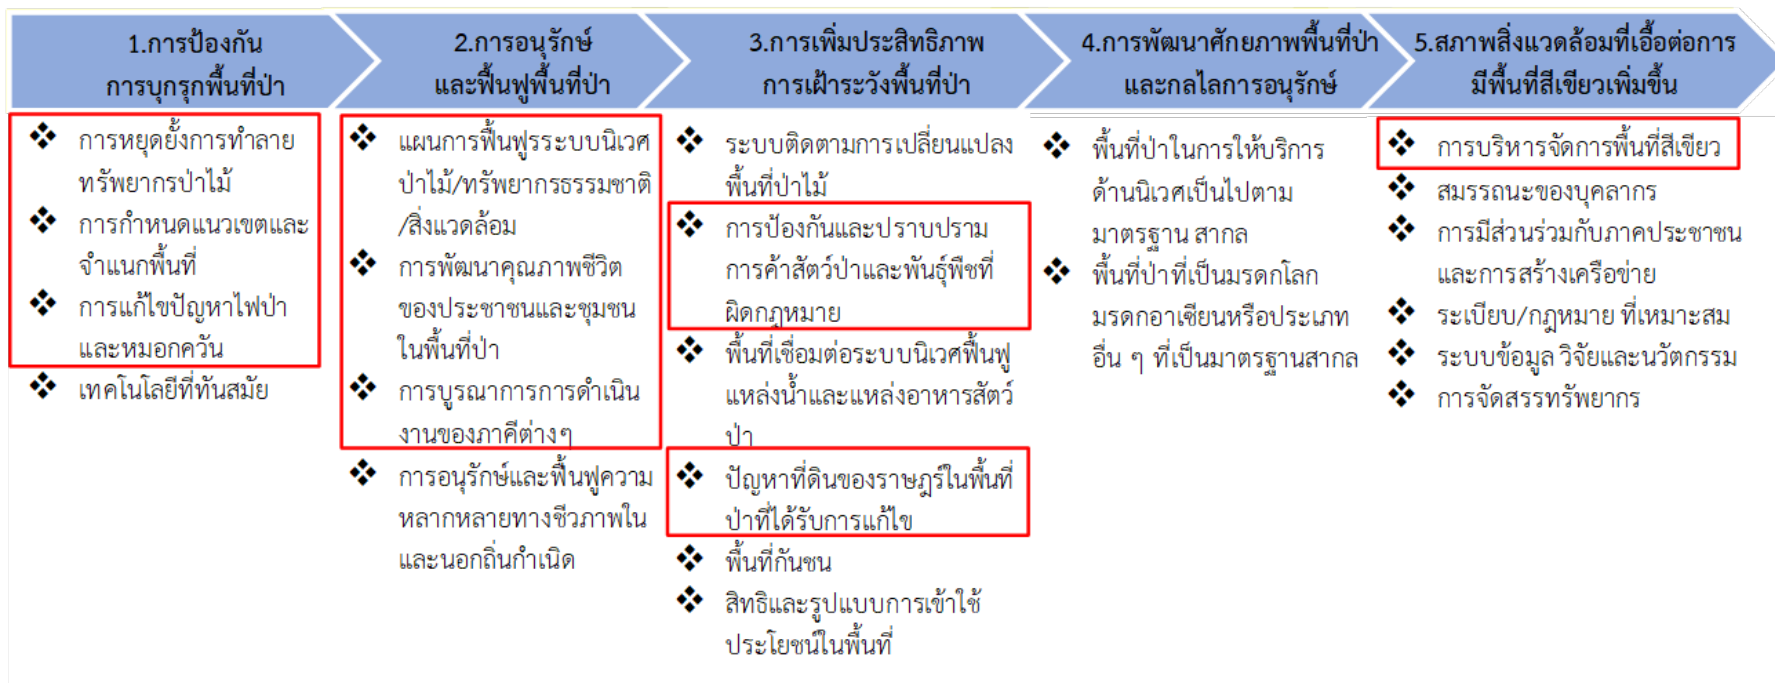 1.การป้องกัน
การบุกรุกพื้นที่ป่า
2.การอนุรักษ์
และฟื้นฟูพื้นที่ป่า
3.การเพิ่มประสิทธิภาพ
การเฝ้าระวังพื้นที่ป่า
4.การพัฒนาศักยภาพพื้นที่ป่า
และกลไลการอนุรักษ์
5.สภาพสิ่งแวดล้อมที่เอื้อต่อการ
มีพื้นที่สีเขียวเพิ่มขึ้น
❖ การหยุดยั้งการทำลาย
ทรัพยากรป่าไม้
❖ การกำหนดแนวเขตและ
จำแนกพื้นที่
❖ การแก้ไขปัญหาไฟป่า
และหมอกควัน
❖ เทคโนโลยีที่ทันสมัย
❖ แผนการฟื้นฟูรระบบนิเวศ
ป่าไม้/ทรัพยากรธรรมชาติ
/สิ่งแวดล้อม
❖ การพัฒนาคุณภาพชีวิต
ของประชาชนและชุมชน
ในพื้นที่ป่า
❖ การบูรณาการการดำเนิน
งานของภาคีต่างๆ
❖ การอนุรักษ์และฟื้นฟูความ
หลากหลายทางชีวภาพใน
และนอกถิ่นกำเนิด
❖ ระบบติดตามการเปลี่ยนแปลง
พื้นที่ป่าไม้
❖ การป้องกันและปราบปราม
การค้าสัตว์ป่าและพันธุ์พืชที่
ผิดกฎหมาย
❖ พื้นที่เชื่อมต่อระบบนิเวศฟื้นฟู
แหล่งน้ำและแหล่งอาหารสัตว์
ป่า
❖ ปัญหาที่ดินของราษฎร์ในพื้นที่
ป่าที่ได้รับการแก้ไข
❖ พื้นที่กันชน
❖ สิทธิและรูปแบบการเข้าใช้
ประโยชน์ในพื้นที่
❖ พื้นที่ป่าในการให้บริการ
ด้านนิเวศเป็นไปตาม
มาตรฐาน สากล
❖ พื้นที่ป่าที่เป็นมรดกโลก
มรดกอาเซียนหรือประเภท
อื่น ๆ ที่เป็นมาตรฐานสากล
❖ การบริหารจัดการพื้นที่สีเขียว
❖ สมรรถนะของบุคลากร
❖ การมีส่วนร่วมกับภาคประชาชน
และการสร้างเครือข่าย
❖ ระเบียบ/กฎหมาย ที่เหมาะสม
❖ ระบบข้อมูล วิจัยและนวัตกรรม
❖ การจัดสรรทรัพยากร